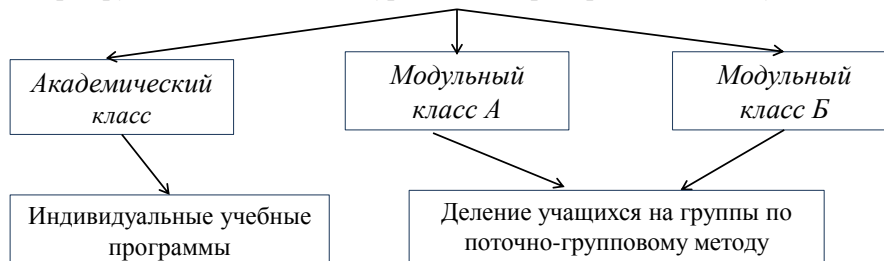 Академический
класс
Модульный
класс А
Модульный
класс Б
Индивидуальные учебные
программы
Деление учащихся на группы по
поточно-групповому методу